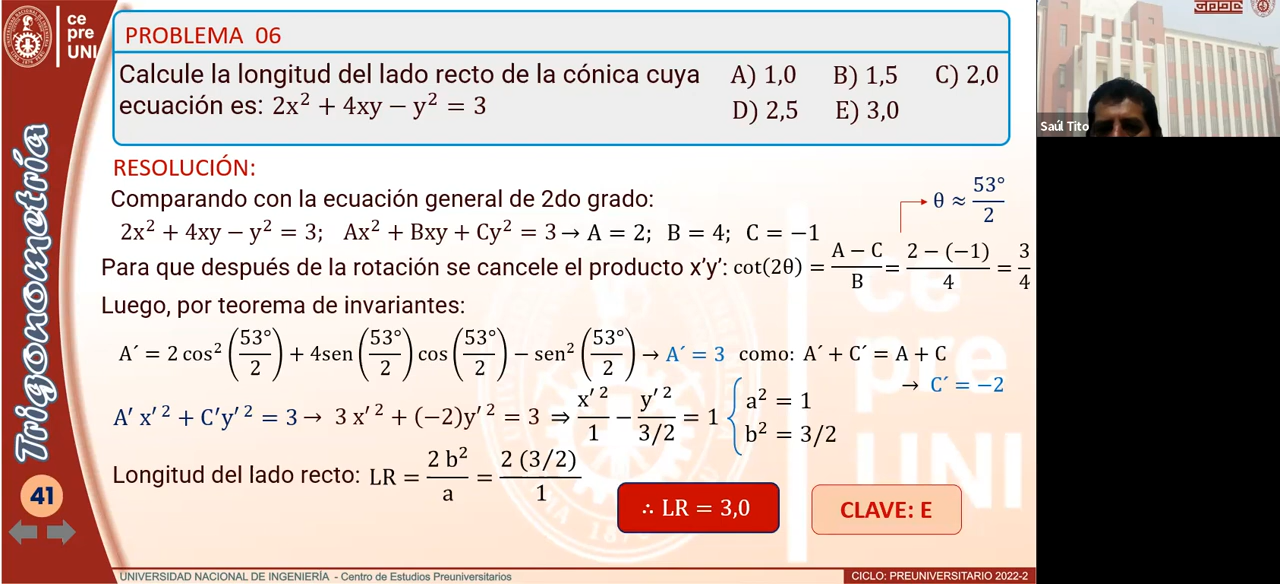 ce
pre
UNI
PROBLEMA 06
Calcule la longitud del lado recto de la cónica cuya
ecuación es: 2x² + 4xy − y² = 3
A) 1,0 B) 1,5 C) 2,0
D) 2,5 E) 3,0
Saúl Tito
Trigonometría
RESOLUCIÓN:
Comparando con la ecuación general de 2do grado:
θ ≈ 53°/2
2x² + 4xy − y² = 3; Ax² + Bxy + Cy² = 3 → A = 2; B = 4; C = −1
Para que después de la rotación se cancele el producto x'y': cot(2θ) = (A − C)/B = (2 − (−1))/4 = 3/4
Luego, por teorema de invariantes:
A´ = 2 cos² (53°/2) + 4sen (53°/2) cos (53°/2) − sen² (53°/2) → A´ = 3 como: A´ + C´ = A + C
→ C´ = −2
A′ x′ ² + C′y′ ² = 3 → 3 x′ ² + (−2)y′ ² = 3 ⇒ x′ ²/1 − y′ ²/(3/2) = 1 { a² = 1
b² = 3/2
Longitud del lado recto: LR = 2 b²/a = 2 (3/2)/1
∴ LR = 3,0
CLAVE: E
41
UNIVERSIDAD NACIONAL DE INGENIERÍA - Centro de Estudios Preuniversitarios
CICLO: PREUNIVERSITARIO 2022-2